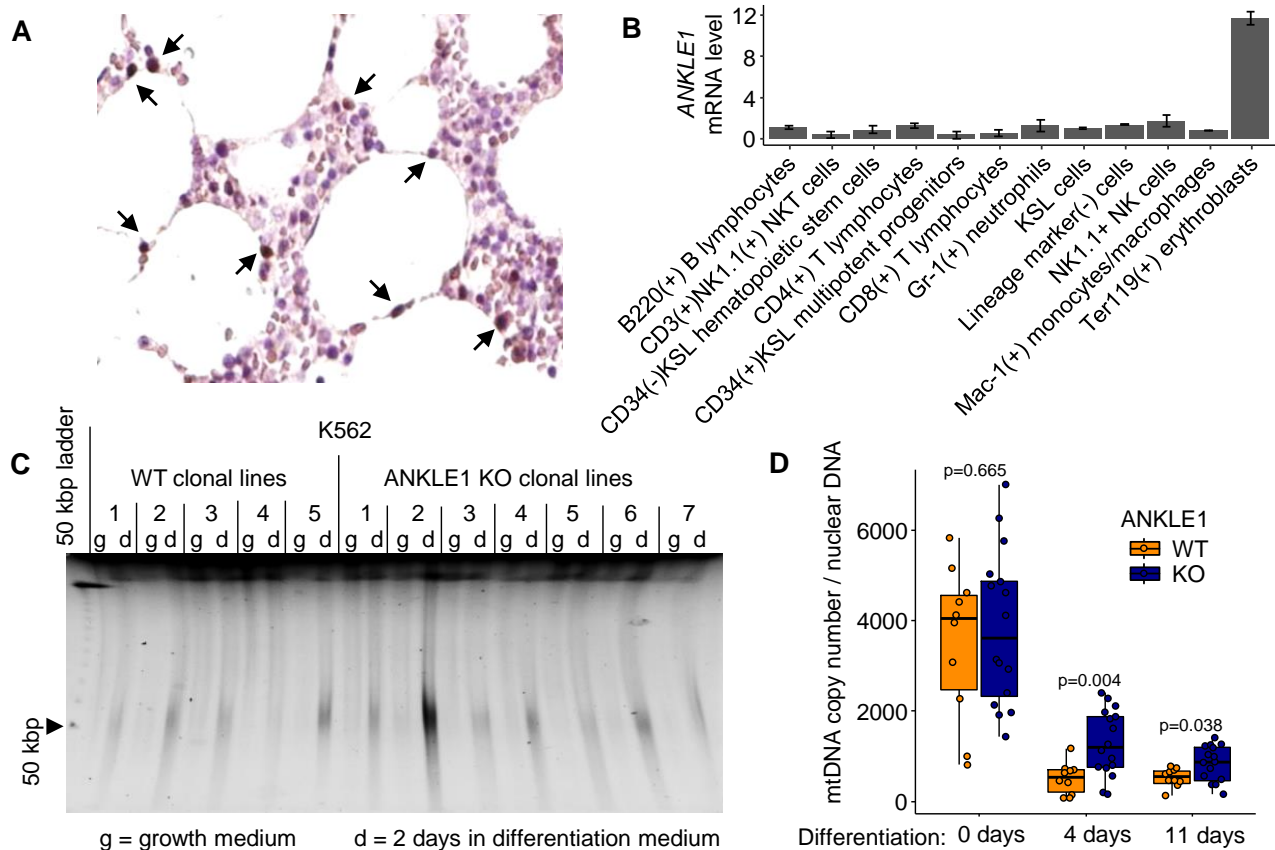 A
B
ANKLE1
mRNA level
12
8
4
0
B220(+) B lymphocytes
CD3(+)NK1.1(+) NKT cells
CD34(-)KSL hematopoietic stem cells
CD4(+) T lymphocytes
CD34(+)KSL multipotent progenitors
CD8(+) T lymphocytes
Gr-1(+) neutrophils
KSL cells
Lineage marker(-) cells
NK1.1+ NK cells
Mac-1(+) monocytes/macrophages
Ter119(+) erythroblasts
C
50 kbp ladder
K562
WT clonal lines
ANKLE1 KO clonal lines
1 2 3 4 5 1 2 3 4 5 6 7
g d g d g d g d g d g d g d g d g d g d g d g d
50 kbp
g = growth medium
d = 2 days in differentiation medium
D
mtDNA copy number / nuclear DNA
6000
4000
2000
0
p=0.665
p=0.004
p=0.038
ANKLE1
WT
KO
Differentiation: 0 days 4 days 11 days